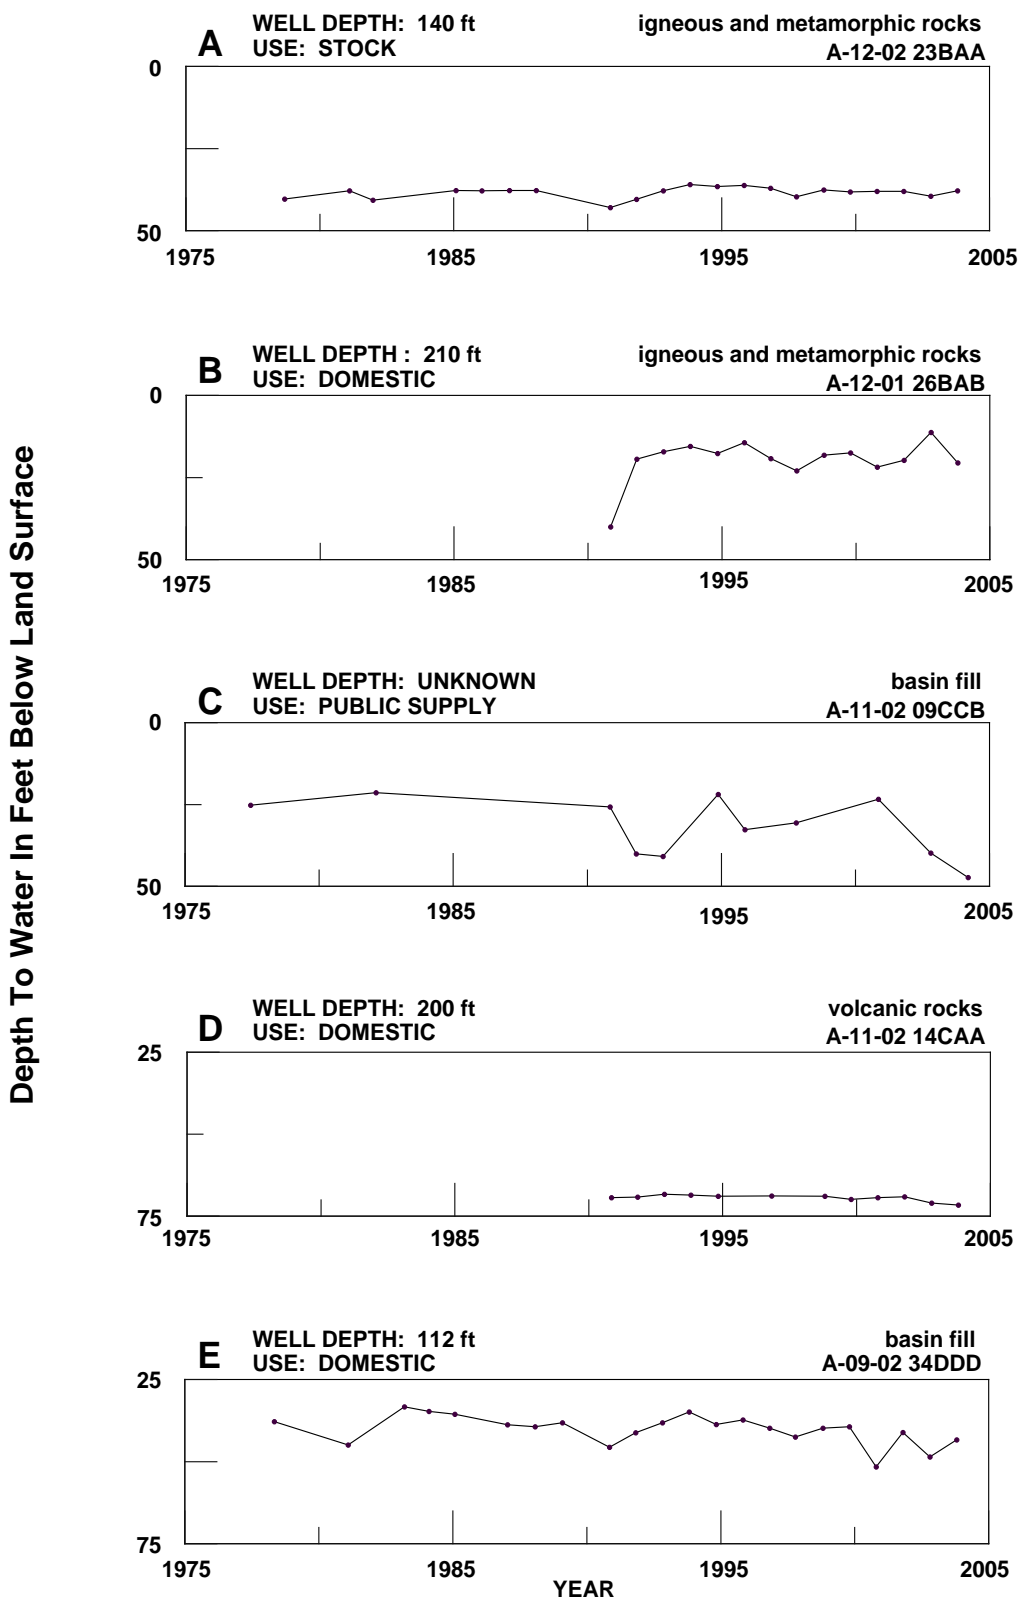 A
WELL DEPTH: 140 ft
USE: STOCK
igneous and metamorphic rocks
A-12-02 23BAA
0
50
1975 1985 1995 2005
B
WELL DEPTH : 210 ft
USE: DOMESTIC
igneous and metamorphic rocks
A-12-01 26BAB
0
50
1975 1985 1995 2005
C
WELL DEPTH: UNKNOWN
USE: PUBLIC SUPPLY
basin fill
A-11-02 09CCB
0
50
1975 1985 1995 2005
D
WELL DEPTH: 200 ft
USE: DOMESTIC
volcanic rocks
A-11-02 14CAA
25
75
1975 1985 1995 2005
E
WELL DEPTH: 112 ft
USE: DOMESTIC
basin fill
A-09-02 34DDD
25
75
1975 1985 1995 2005
YEAR
Depth To Water In Feet Below Land Surface